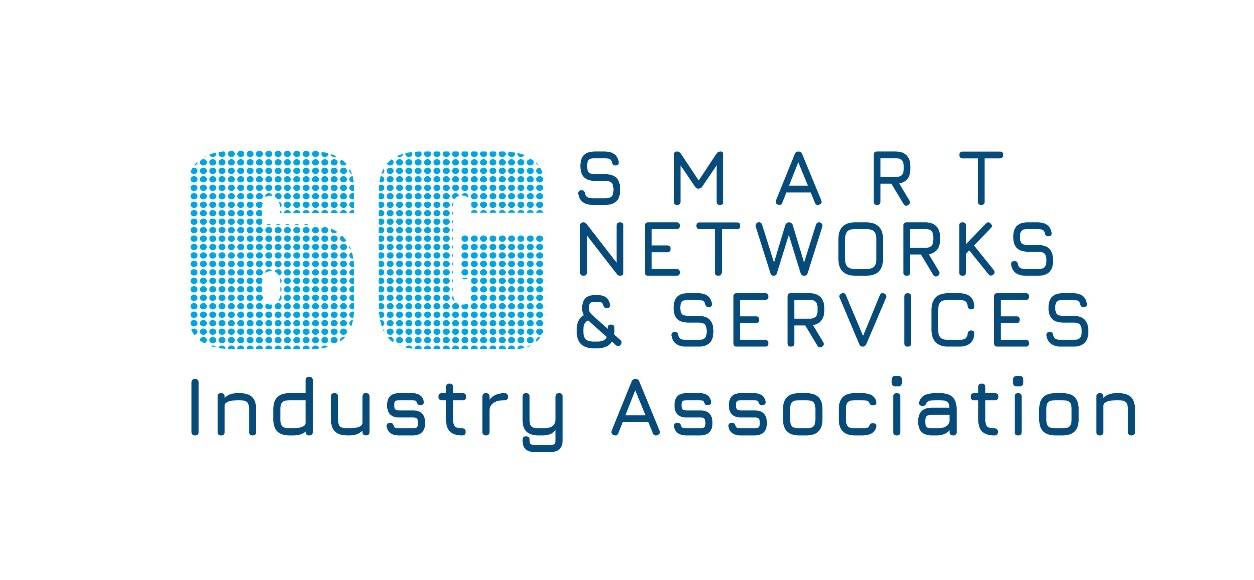 6G SMART
NETWORKS
& SERVICES
Industry Association